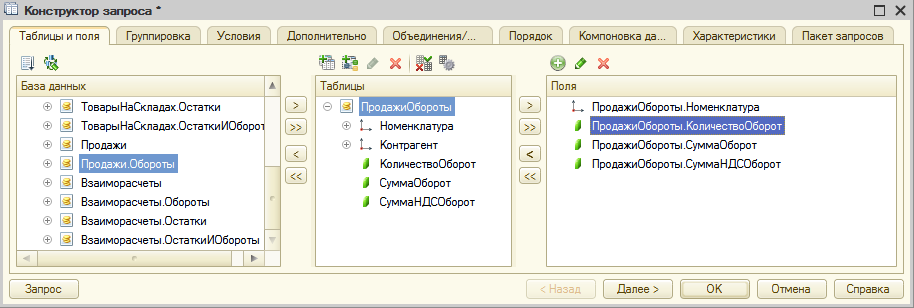 Конструктор запроса *
Таблицы и поля
Группировка
Условия
Дополнительно
Объединения/...
Порядок
Компоновка да...
Характеристики
Пакет запросов
База данных
ТоварыНаСкладах.Остатки
ТоварыНаСкладах.ОстаткиИОборот
Продажи
Продажи.Обороты
Взаиморасчеты
Взаиморасчеты.Обороты
Взаиморасчеты.Остатки
Взаиморасчеты.ОстаткиИОбороты
>
>>
<
<<
Таблицы
ПродажиОбороты
Номенклатура
Контрагент
КоличествоОборот
СуммаОборот
СуммаНДСОборот
>
>>
<
<<
Поля
ПродажиОбороты.Номенклатура
ПродажиОбороты.КоличествоОборот
ПродажиОбороты.СуммаОборот
ПродажиОбороты.СуммаНДСОборот
Запрос
< Назад
Далее >
OK
Отмена
Справка